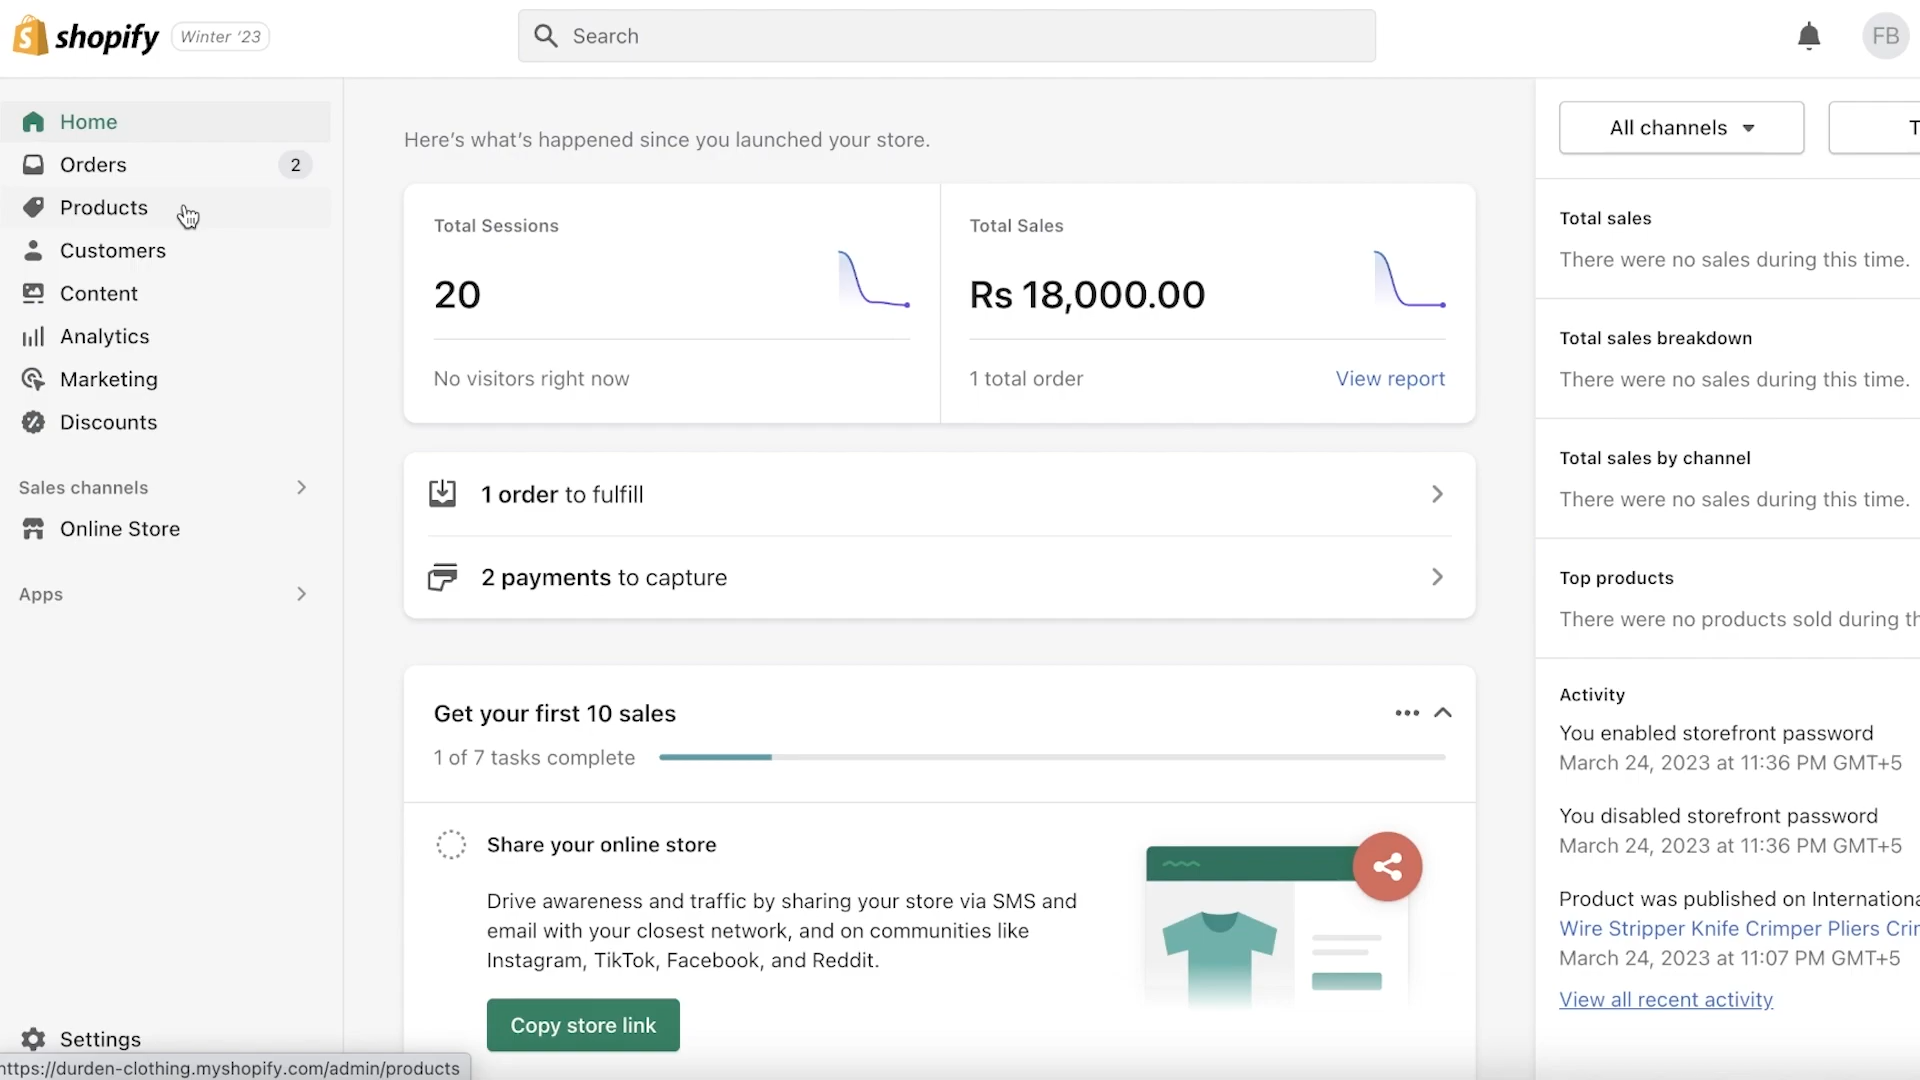 shopify
Winter '23
Search
FB
Home
Orders
2
Products
Customers
Content
Analytics
Marketing
Discounts
Sales channels
Online Store
Apps
Settings
https://durden-clothing.myshopify.com/admin/products
Here's what's happened since you launched your store.
Total Sessions
20
No visitors right now
Total Sales
Rs 18,000.00
1 total order
View report
1 order to fulfill
2 payments to capture
Get your first 10 sales
1 of 7 tasks complete
Share your online store
Drive awareness and traffic by sharing your store via SMS and
email with your closest network, and on communities like
Instagram, TikTok, Facebook, and Reddit.
Copy store link
All channels
T
Total sales
There were no sales during this time.
Total sales breakdown
There were no sales during this time.
Total sales by channel
There were no sales during this time.
Top products
There were no products sold during th
Activity
You enabled storefront password
March 24, 2023 at 11:36 PM GMT+5
You disabled storefront password
March 24, 2023 at 11:36 PM GMT+5
Product was published on Internationa
Wire Stripper Knife Crimper Pliers Crin
March 24, 2023 at 11:07 PM GMT+5
View all recent activity